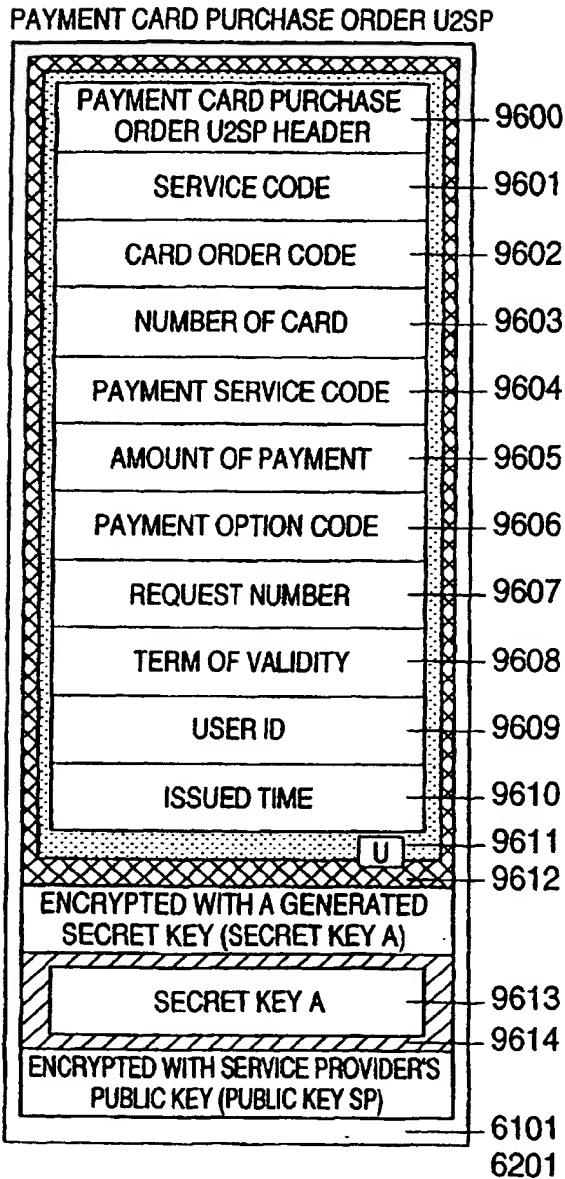 PAYMENT CARD PURCHASE ORDER U2SP
PAYMENT CARD PURCHASE
ORDER U2SP HEADER
9600
SERVICE CODE
9601
CARD ORDER CODE
9602
NUMBER OF CARD
9603
PAYMENT SERVICE CODE
9604
AMOUNT OF PAYMENT
9605
PAYMENT OPTION CODE
9606
REQUEST NUMBER
9607
TERM OF VALIDITY
9608
USER ID
9609
ISSUED TIME
9610
U
9611
9612
ENCRYPTED WITH A GENERATED
SECRET KEY (SECRET KEY A)
SECRET KEY A
9613
9614
ENCRYPTED WITH SERVICE PROVIDER'S
PUBLIC KEY (PUBLIC KEY SP)
6101
6201